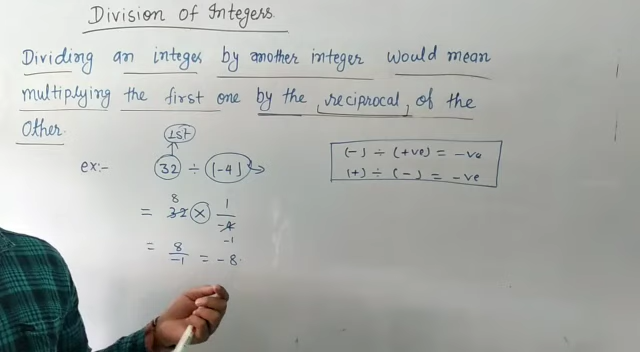 Division of Integers
Dividing an integer by another integer would mean
multiplying the first one by the reciprocal of the
Other.
1st
ex:- 32 ÷ (-4)
(-) ÷ (+ve) = -ve
(+) ÷ (-) = -ve
8
= 32 × 1/-4
-1
= 8/-1 = -8.